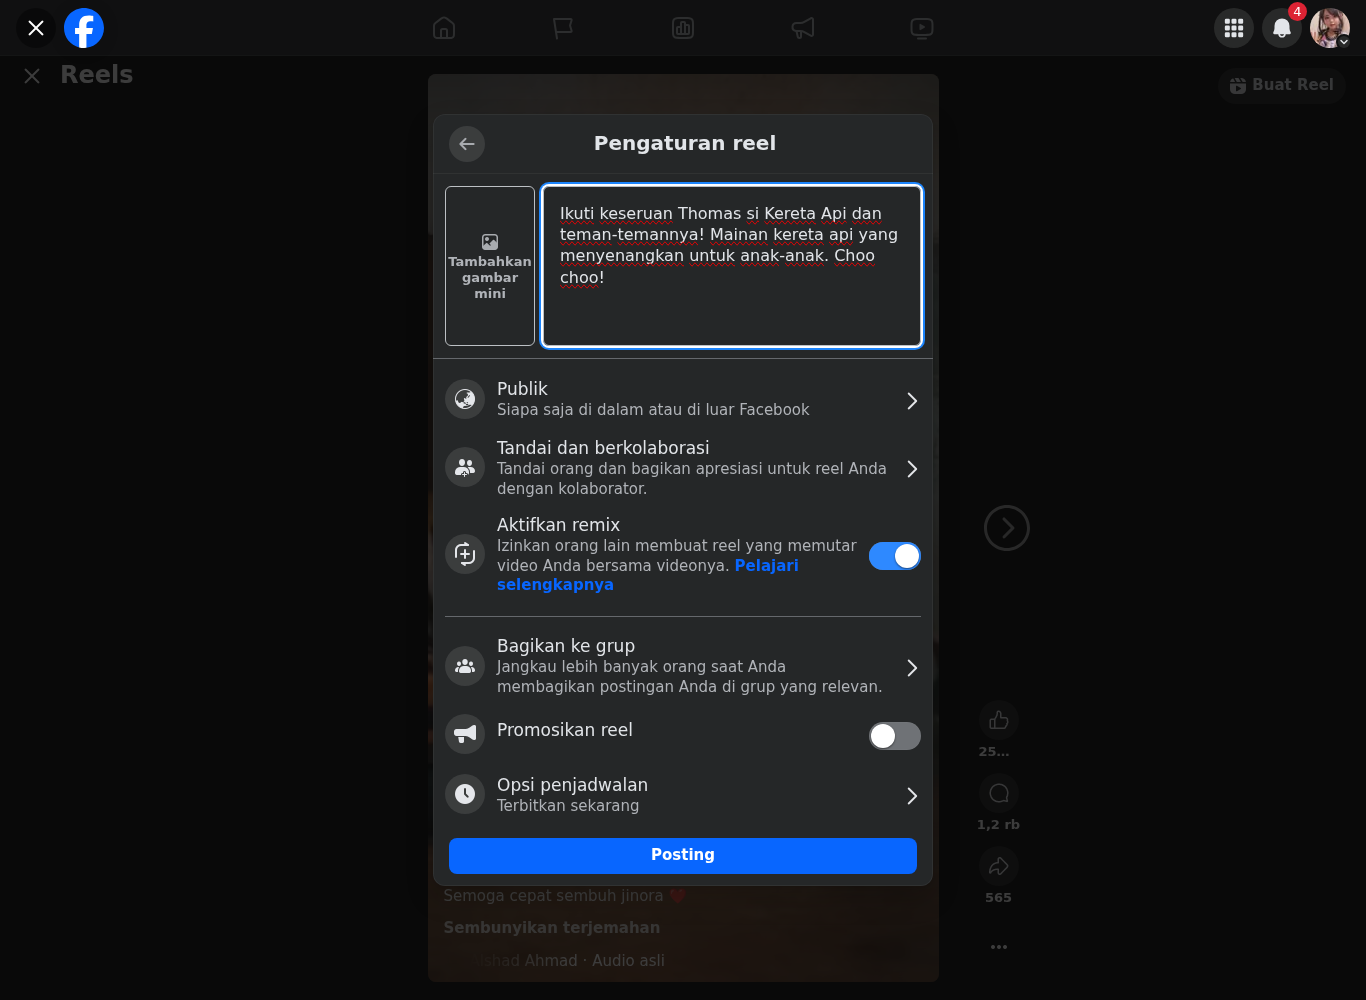 4
Reels
Buat Reel
Pengaturan reel
Tambahkan
gambar
mini
Ikuti keseruan Thomas si Kereta Api dan
teman-temannya! Mainan kereta api yang
menyenangkan untuk anak-anak. Choo
choo!
Publik
Siapa saja di dalam atau di luar Facebook
Tandai dan berkolaborasi
Tandai orang dan bagikan apresiasi untuk reel Anda
dengan kolaborator.
Aktifkan remix
Izinkan orang lain membuat reel yang memutar
video Anda bersama videonya. Pelajari
selengkapnya
Bagikan ke grup
Jangkau lebih banyak orang saat Anda
membagikan postingan Anda di grup yang relevan.
Promosikan reel
Opsi penjadwalan
Terbitkan sekarang
Posting
25...
1,2 rb
565
Semoga cepat sembuh jinora ❤️
Sembunyikan terjemahan
Ahmad · Audio asli